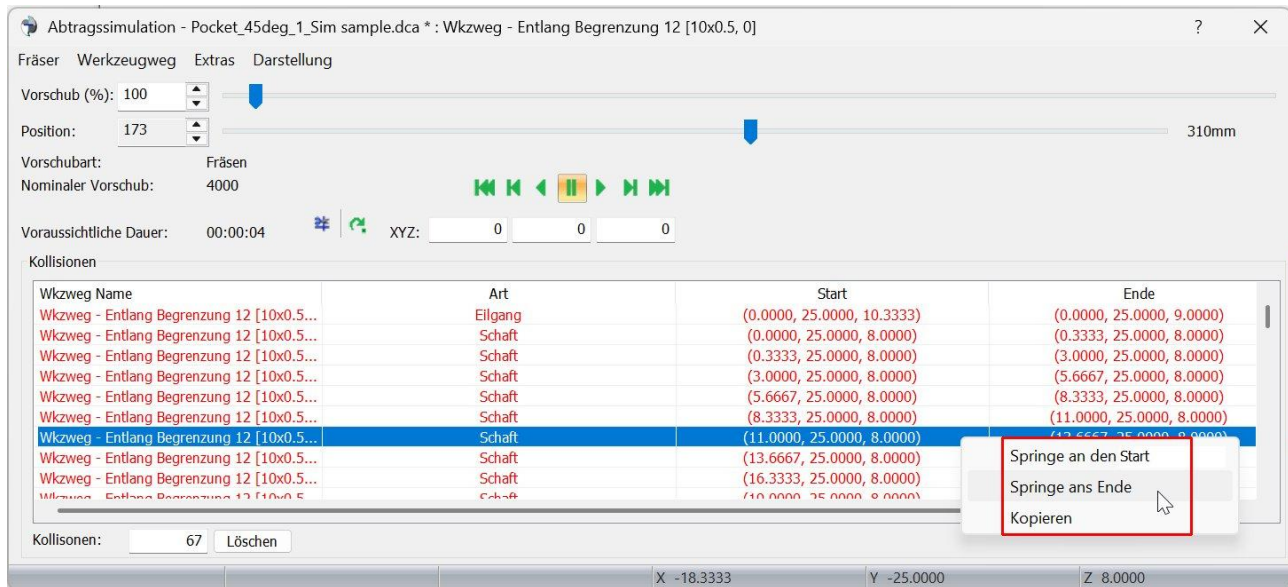 Abtragssimulation - Pocket_45deg_1_Sim sample.dca * : Wkzweg - Entlang Begrenzung 12 [10x0.5, 0] ?
Fräser Werkzeugweg Extras Darstellung
Vorschub (%): 100
Position: 173 310mm
Vorschubart: Fräsen
Nominaler Vorschub: 4000
Voraussichtliche Dauer: 00:00:04 XYZ: 0 0 0
Kollisionen
Wkzweg Name Art Start Ende
Wkzweg - Entlang Begrenzung 12 [10x0.5... Eilgang (0.0000, 25.0000, 10.3333) (0.0000, 25.0000, 9.0000)
Wkzweg - Entlang Begrenzung 12 [10x0.5... Schaft (0.0000, 25.0000, 8.0000) (0.3333, 25.0000, 8.0000)
Wkzweg - Entlang Begrenzung 12 [10x0.5... Schaft (0.3333, 25.0000, 8.0000) (3.0000, 25.0000, 8.0000)
Wkzweg - Entlang Begrenzung 12 [10x0.5... Schaft (3.0000, 25.0000, 8.0000) (5.6667, 25.0000, 8.0000)
Wkzweg - Entlang Begrenzung 12 [10x0.5... Schaft (5.6667, 25.0000, 8.0000) (8.3333, 25.0000, 8.0000)
Wkzweg - Entlang Begrenzung 12 [10x0.5... Schaft (8.3333, 25.0000, 8.0000) (11.0000, 25.0000, 8.0000)
Wkzweg - Entlang Begrenzung 12 [10x0.5... Schaft (11.0000, 25.0000, 8.0000)
Wkzweg - Entlang Begrenzung 12 [10x0.5... Schaft (13.6667, 25.0000, 8.0000)
Wkzweg - Entlang Begrenzung 12 [10x0.5... Schaft (16.3333, 25.0000, 8.0000)
Springe an den Start
Springe ans Ende
Kopieren
Kollisonen: 67 Löschen
X -18.3333 Y -25.0000 Z 8.0000